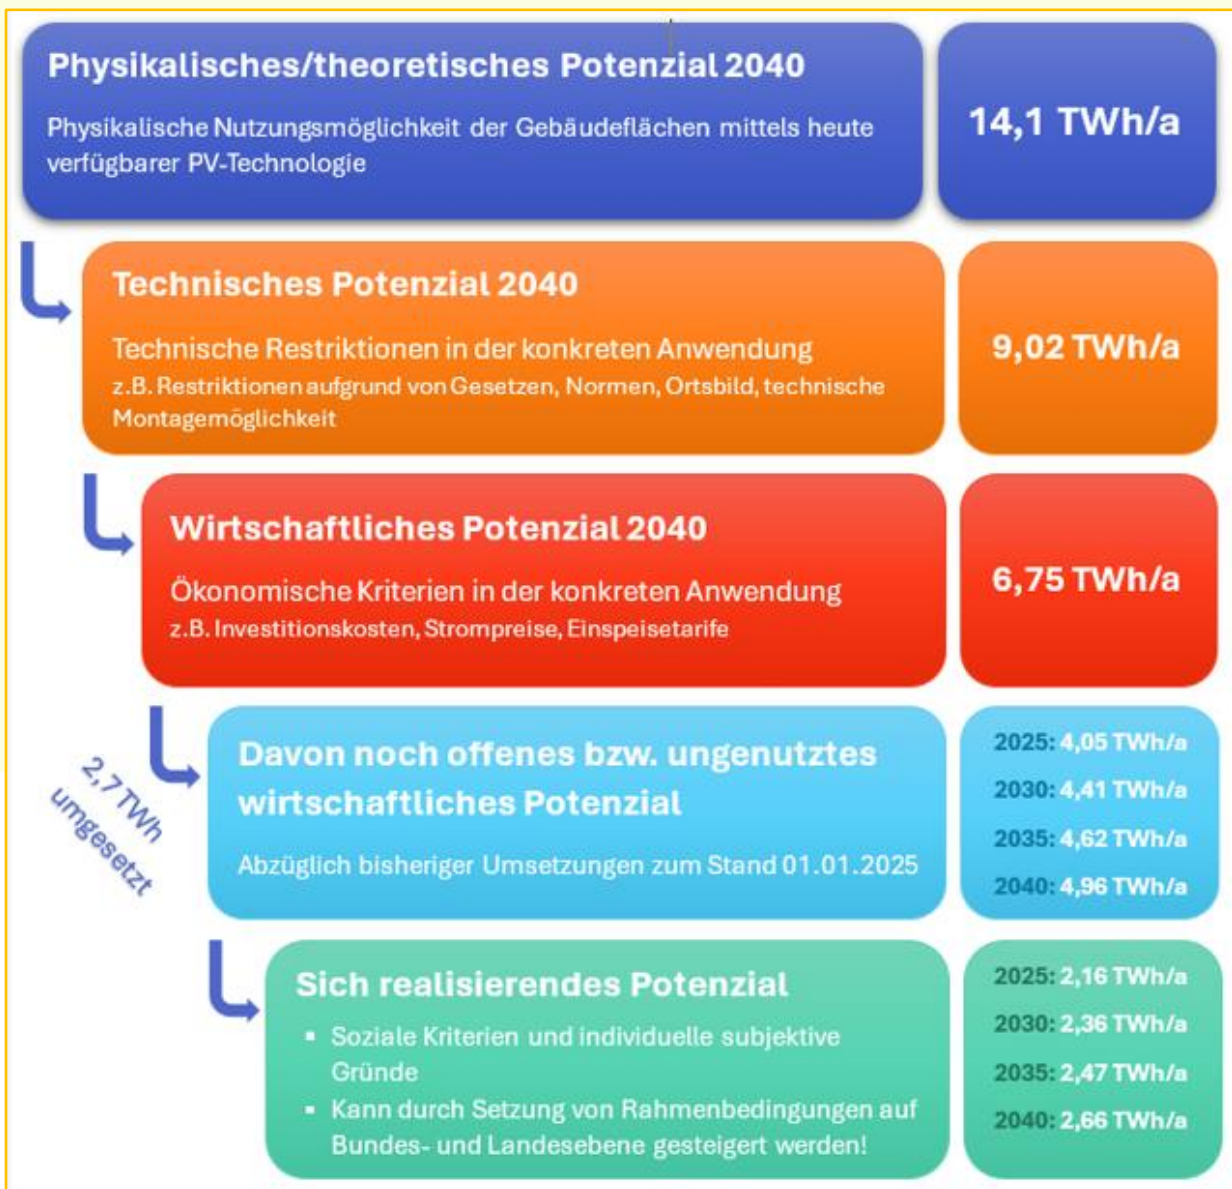 Physikalisches/theoretisches Potenzial 2040
Physikalische Nutzungsmöglichkeit der Gebäudeflächen mittels heute
verfügbarer PV-Technologie
14,1 TWh/a
Technisches Potenzial 2040
Technische Restriktionen in der konkreten Anwendung
z.B. Restriktionen aufgrund von Gesetzen, Normen, Ortsbild, technische
Montagemöglichkeit
9,02 TWh/a
Wirtschaftliches Potenzial 2040
Ökonomische Kriterien in der konkreten Anwendung
z.B. Investitionskosten, Strompreise, Einspeisetarife
6,75 TWh/a
2,7 TWh
umgesetzt
Davon noch offenes bzw. ungenutztes
wirtschaftliches Potenzial
Abzüglich bisheriger Umsetzungen zum Stand 01.01.2025
2025: 4,05 TWh/a
2030: 4,41 TWh/a
2035: 4,62 TWh/a
2040: 4,96 TWh/a
Sich realisierendes Potenzial
▪ Soziale Kriterien und individuelle subjektive
Gründe
▪ Kann durch Setzung von Rahmenbedingungen auf
Bundes- und Landesebene gesteigert werden!
2025: 2,16 TWh/a
2030: 2,36 TWh/a
2035: 2,47 TWh/a
2040: 2,66 TWh/a